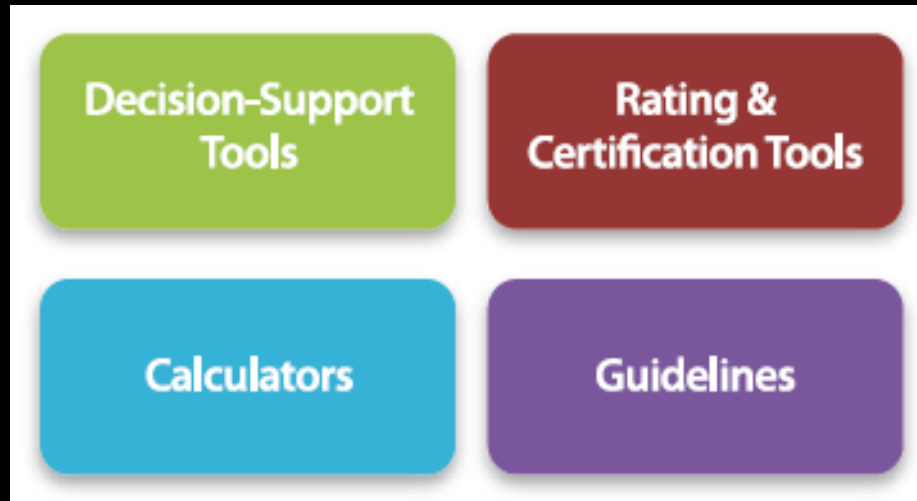 Decision-Support
Tools
Rating &
Certification Tools
Calculators
Guidelines